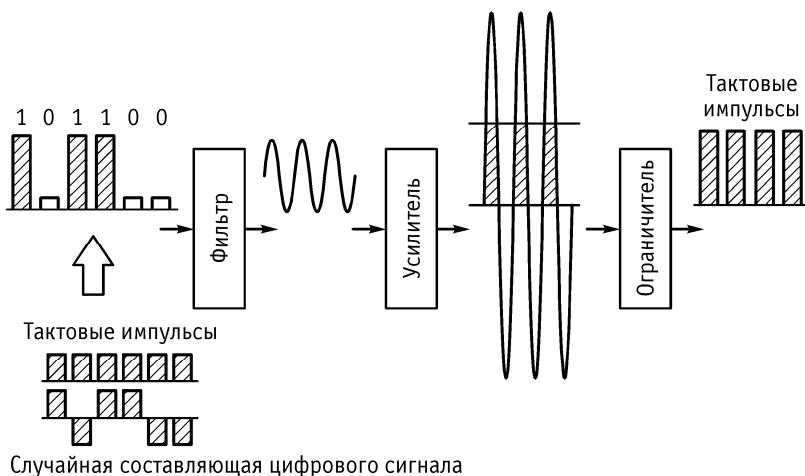 1 0 1 1 0 0
Фильтр
Усилитель
Ограничитель
Тактовые
импульсы
Тактовые импульсы
Случайная составляющая цифрового сигнала